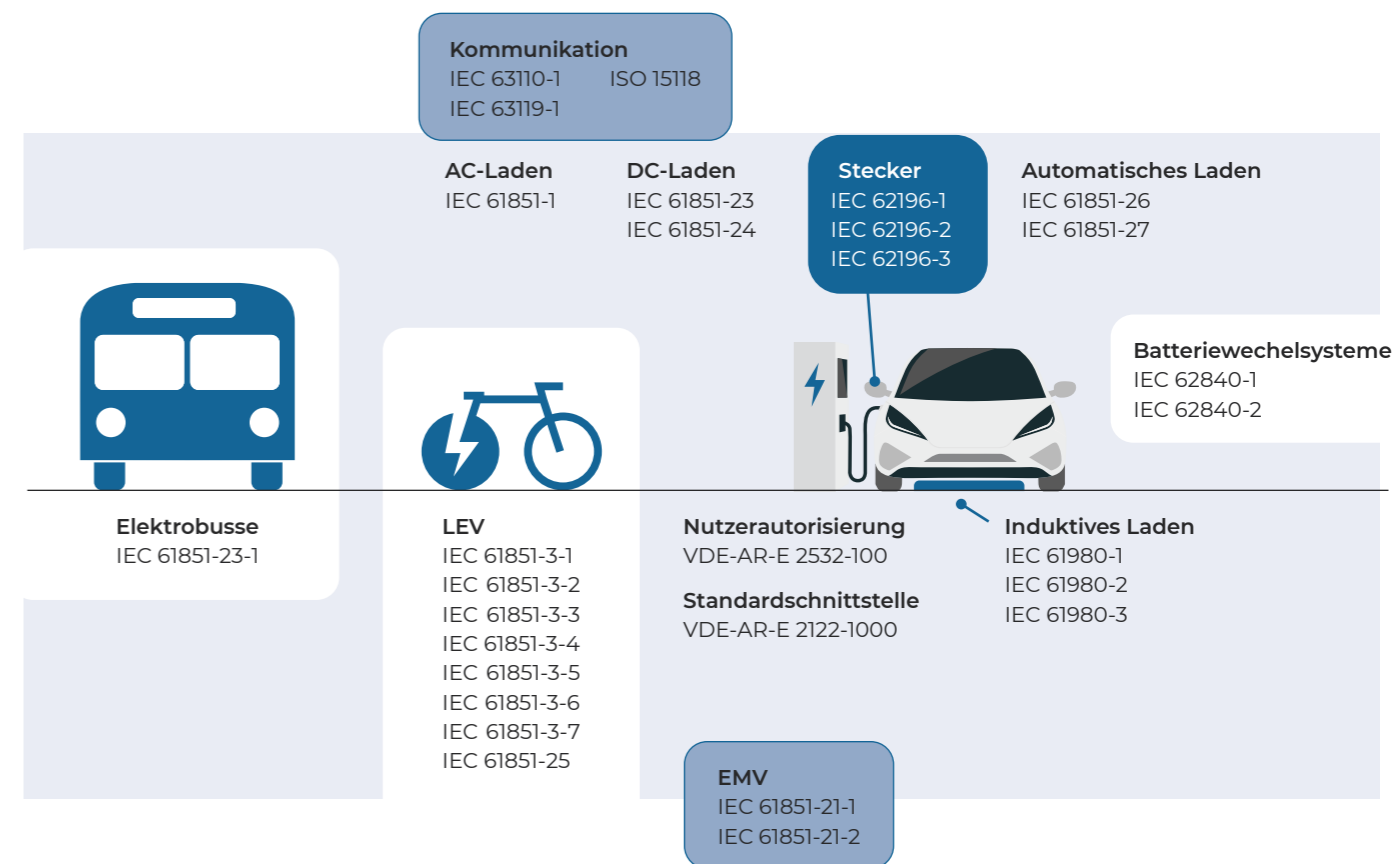 Kommunikation
IEC 63110-1 ISO 15118
IEC 63119-1
AC-Laden
IEC 61851-1
DC-Laden
IEC 61851-23
IEC 61851-24
Stecker
IEC 62196-1
IEC 62196-2
IEC 62196-3
Automatisches Laden
IEC 61851-26
IEC 61851-27
Batteriewechelsysteme
IEC 62840-1
IEC 62840-2
Elektrobusse
IEC 61851-23-1
LEV
IEC 61851-3-1
IEC 61851-3-2
IEC 61851-3-3
IEC 61851-3-4
IEC 61851-3-5
IEC 61851-3-6
IEC 61851-3-7
IEC 61851-25
Nutzerautorisierung
VDE-AR-E 2532-100
Standardschnittstelle
VDE-AR-E 2122-1000
Induktives Laden
IEC 61980-1
IEC 61980-2
IEC 61980-3
EMV
IEC 61851-21-1
IEC 61851-21-2